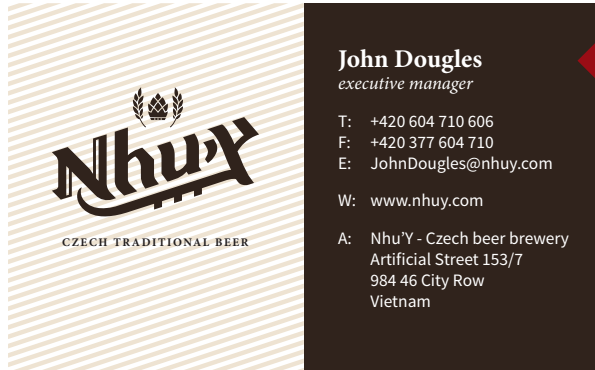 Nhu'Y
CZECH TRADITIONAL BEER
John Dougles
executive manager
T: +420 604 710 606
F: +420 377 604 710
E: JohnDougles@nhuy.com
W: www.nhuy.com
A: Nhu'Y - Czech beer brewery
Artificial Street 153/7
984 46 City Row
Vietnam